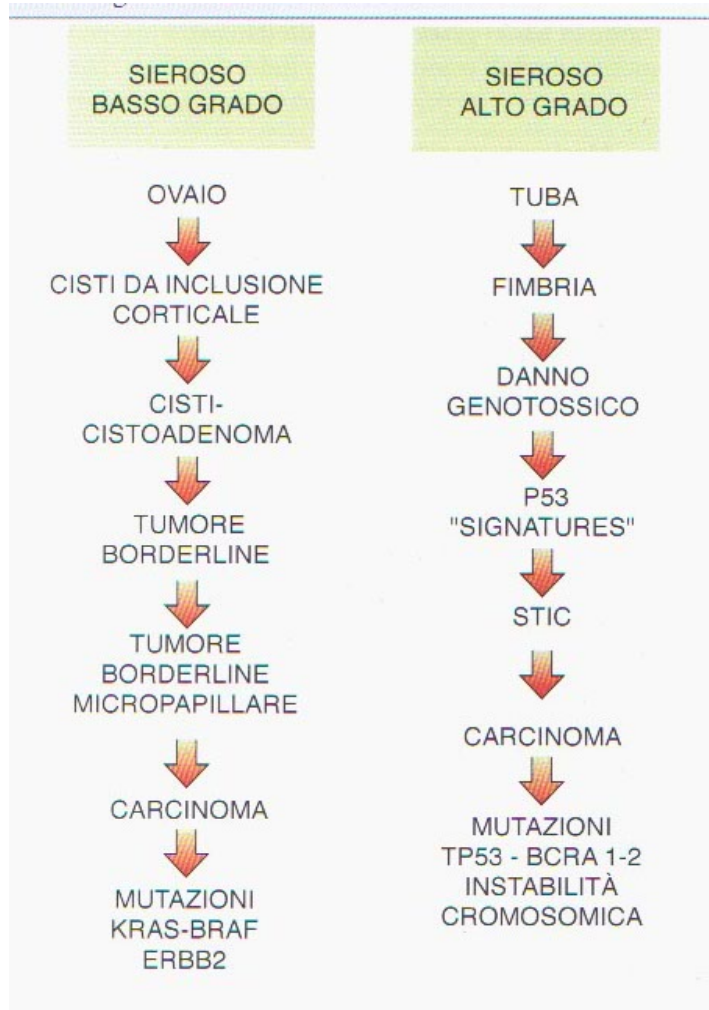 SIEROSO
BASSO GRADO
OVAIO
CISTI DA INCLUSIONE
CORTICALE
CISTI-
CISTOADENOMA
TUMORE
BORDERLINE
TUMORE
BORDERLINE
MICROPAPILLARE
CARCINOMA
MUTAZIONI
KRAS-BRAF
ERBB2
SIEROSO
ALTO GRADO
TUBA
FIMBRIA
DANNO
GENOTOSSICO
P53
"SIGNATURES"
STIC
CARCINOMA
MUTAZIONI
TP53 - BCRA 1-2
INSTABILITÀ
CROMOSOMICA